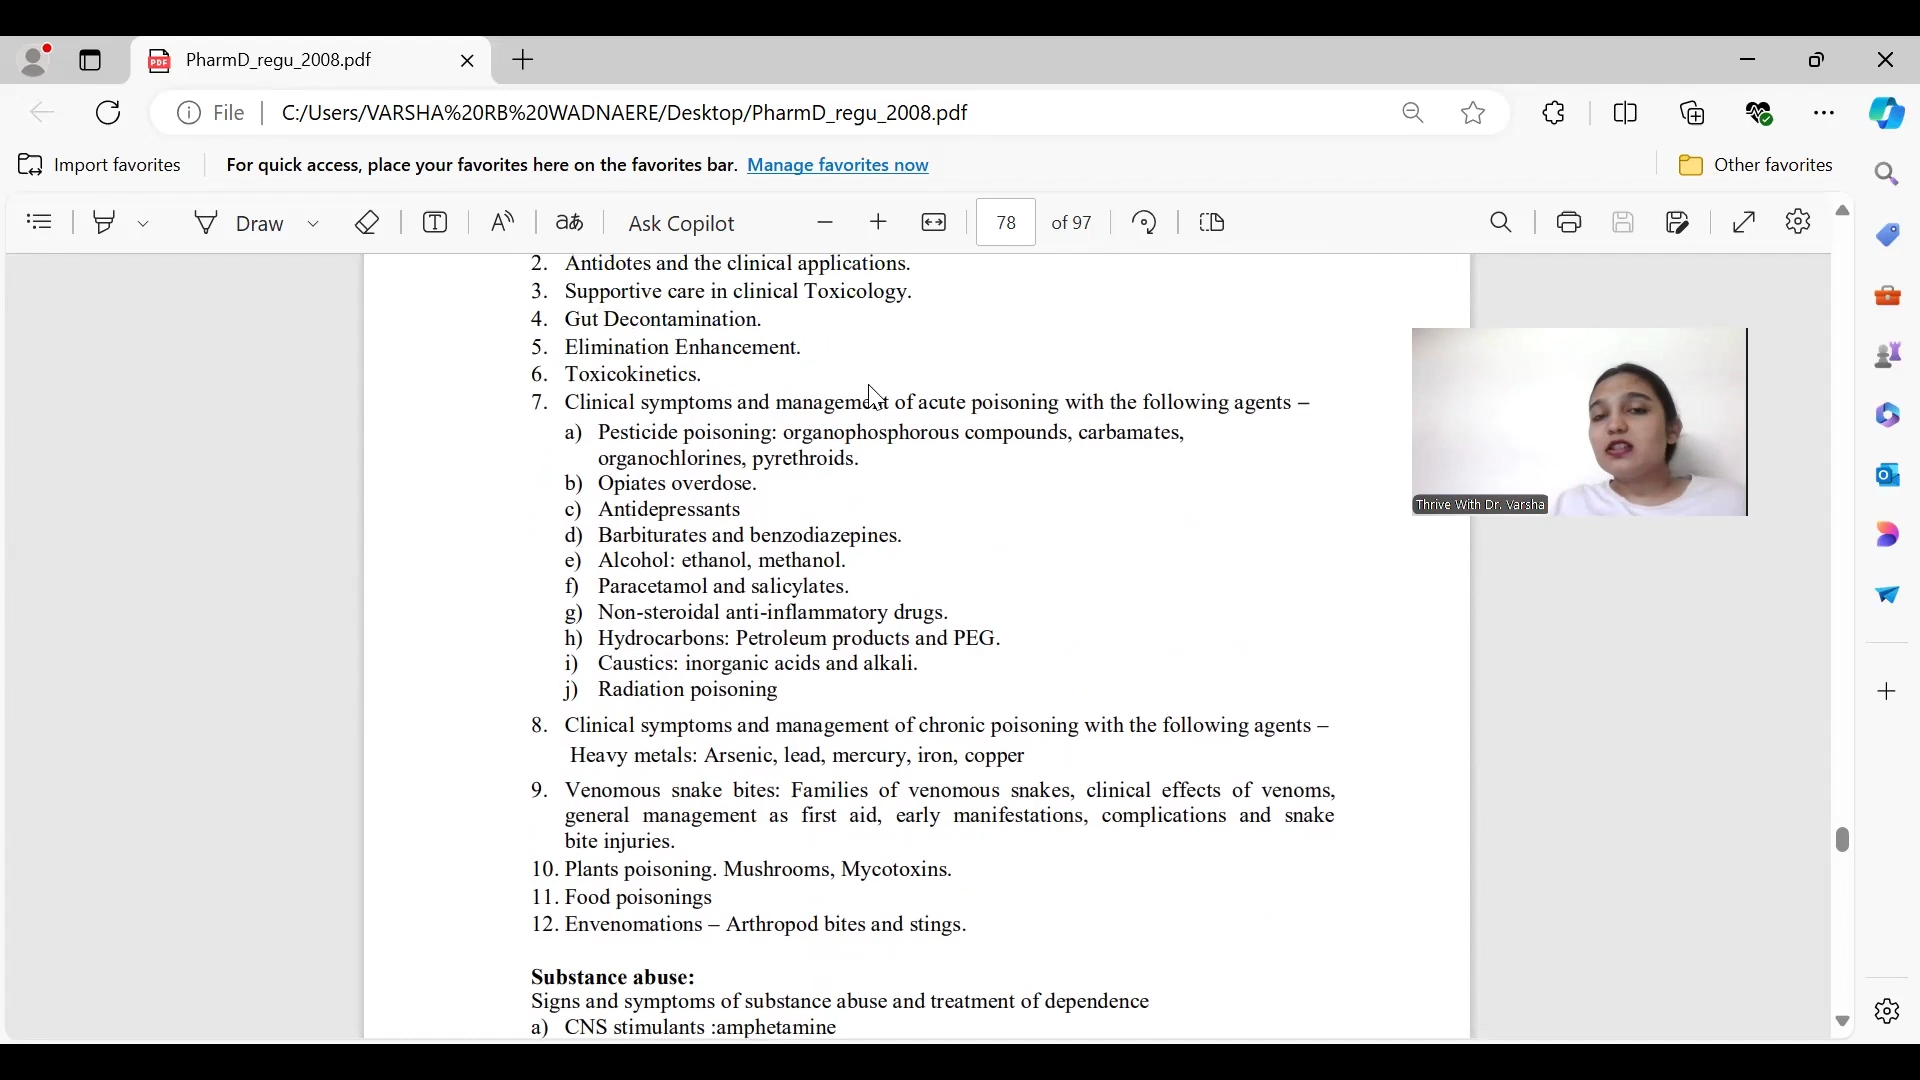 PharmD_regu_2008.pdf
File
C:/Users/VARSHA%20RB%20WADNAERE/Desktop/PharmD_regu_2008.pdf
Import favorites
For quick access, place your favorites here on the favorites bar. Manage favorites now
Other favorites
Draw
Ask Copilot
78 of 97
2. Antidotes and the clinical applications.
3. Supportive care in clinical Toxicology.
4. Gut Decontamination.
5. Elimination Enhancement.
6. Toxicokinetics.
7. Clinical symptoms and management of acute poisoning with the following agents –
a) Pesticide poisoning: organophosphorous compounds, carbamates,
organochlorines, pyrethroids.
b) Opiates overdose.
c) Antidepressants
d) Barbiturates and benzodiazepines.
e) Alcohol: ethanol, methanol.
f) Paracetamol and salicylates.
g) Non-steroidal anti-inflammatory drugs.
h) Hydrocarbons: Petroleum products and PEG.
i) Caustics: inorganic acids and alkali.
j) Radiation poisoning
8. Clinical symptoms and management of chronic poisoning with the following agents –
Heavy metals: Arsenic, lead, mercury, iron, copper
9. Venomous snake bites: Families of venomous snakes, clinical effects of venoms,
general management as first aid, early manifestations, complications and snake
bite injuries.
10. Plants poisoning. Mushrooms, Mycotoxins.
11. Food poisonings
12. Envenomations – Arthropod bites and stings.
Substance abuse:
Signs and symptoms of substance abuse and treatment of dependence
a) CNS stimulants :amphetamine
Thrive With Dr. Varsha